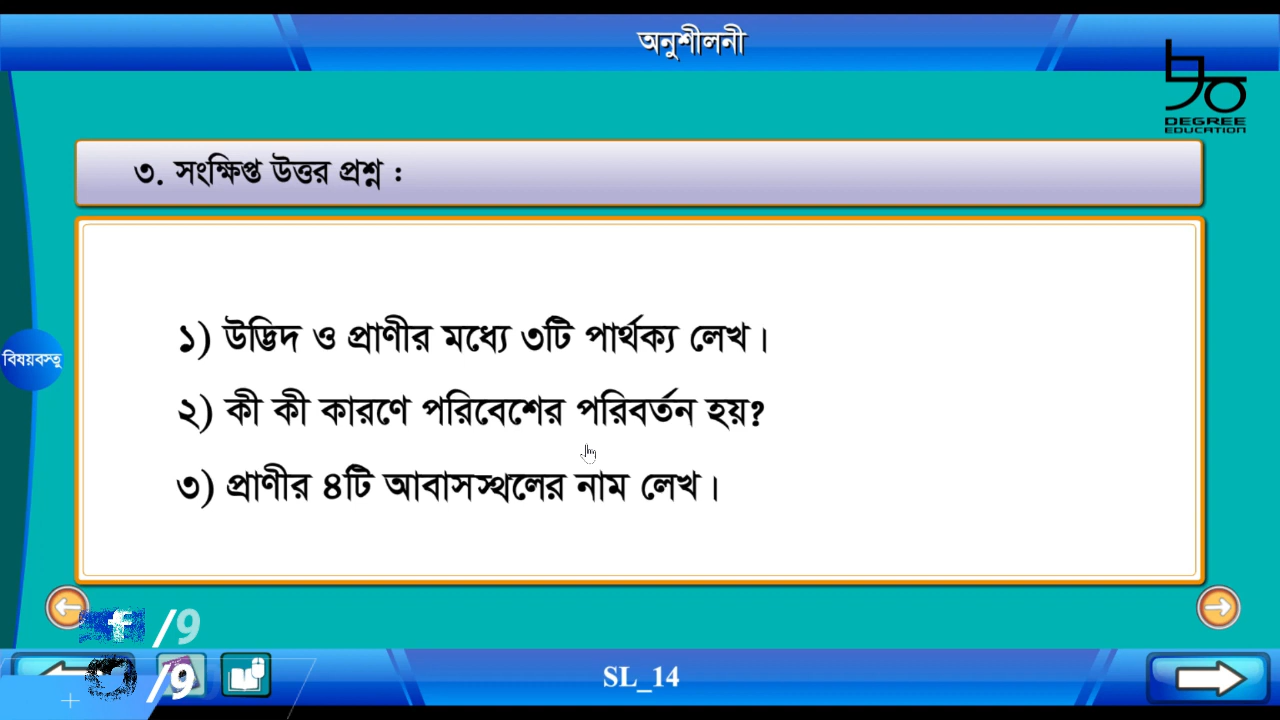 অনুশীলনী
DEGREE
EDUCATION
৩. সংক্ষিপ্ত উত্তর প্রশ্ন :
১) উদ্ভিদ ও প্রাণীর মধ্যে ৩টি পার্থক্য লেখ।
২) কী কী কারণে পরিবেশের পরিবর্তন হয়?
৩) প্রাণীর ৪টি আবাসস্থলের নাম লেখ।
বিষয়বস্তু
/9
/9
SL_14